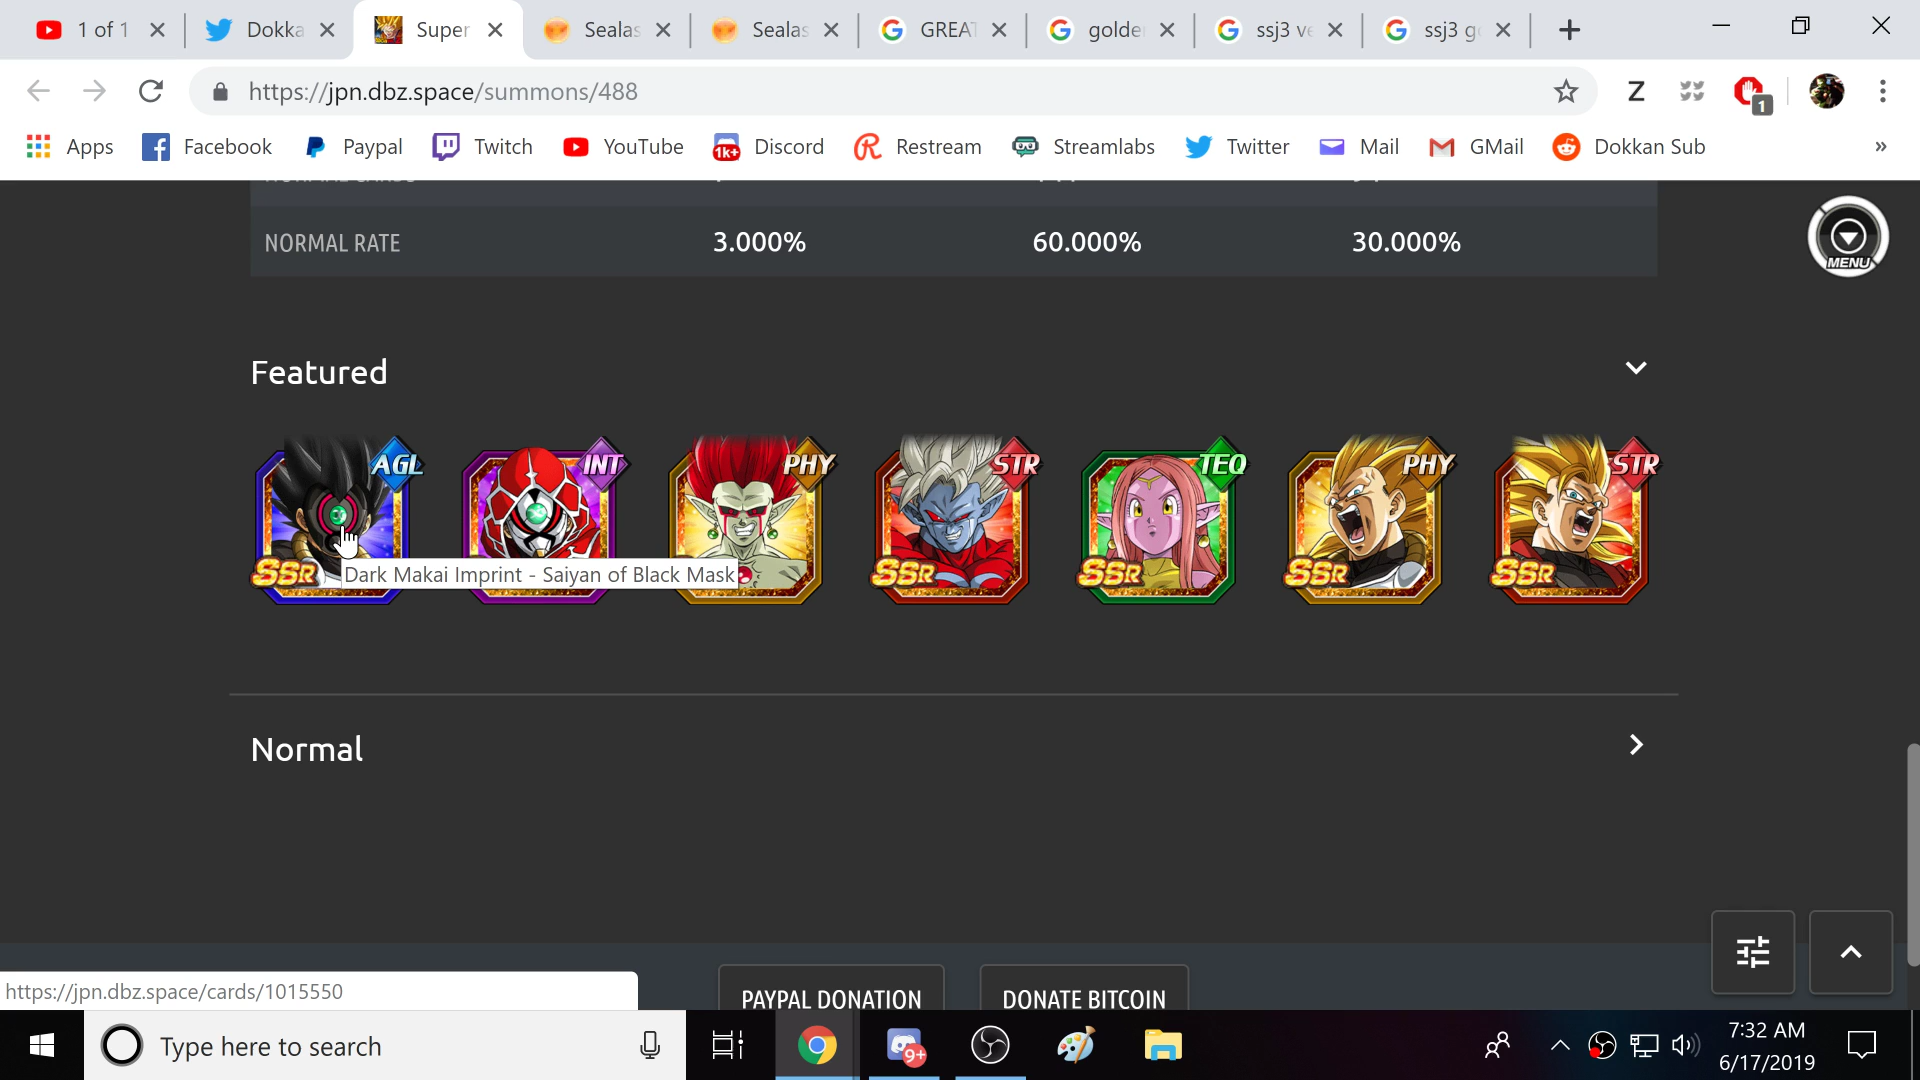 1 of 1
Dokka
Super
Sealas
Sealas
GREAT
golde
ssj3 ve
ssj3 g
https://jpn.dbz.space/summons/488
Z
1
Apps
Facebook
Paypal
Twitch
YouTube
1k+
Discord
Restream
Streamlabs
Twitter
Mail
GMail
Dokkan Sub
»
NORMAL RATE 3.000% 60.000% 30.000%
MENU
Featured
AGL
INT
PHY
STR
TEQ
PHY
STR
SSR
SSR
SSR
SSR
SSR
SSR
Dark Makai Imprint - Saiyan of Black Mask
Normal
https://jpn.dbz.space/cards/1015550
PAYPAL DONATION
DONATE BITCOIN
Type here to search
9+
7:32 AM
6/17/2019